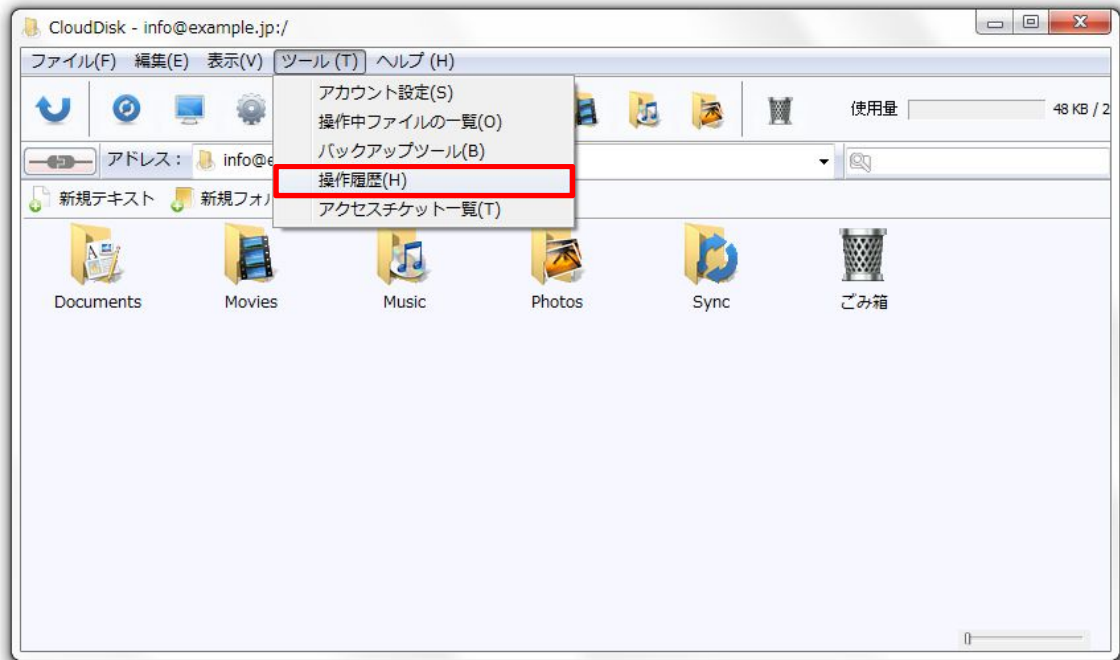 CloudDisk - info@example.jp:/
ファイル(F) 編集(E) 表示(V) ツール (T) ヘルプ (H)
アカウント設定(S)
操作中ファイルの一覧(O)
バックアップツール(B)
操作履歴(H)
アクセスチケット一覧(T)
使用量 48 KB / 2
アドレス： info@e
新規テキスト 新規フォル
Documents Movies Music Photos Sync ごみ箱